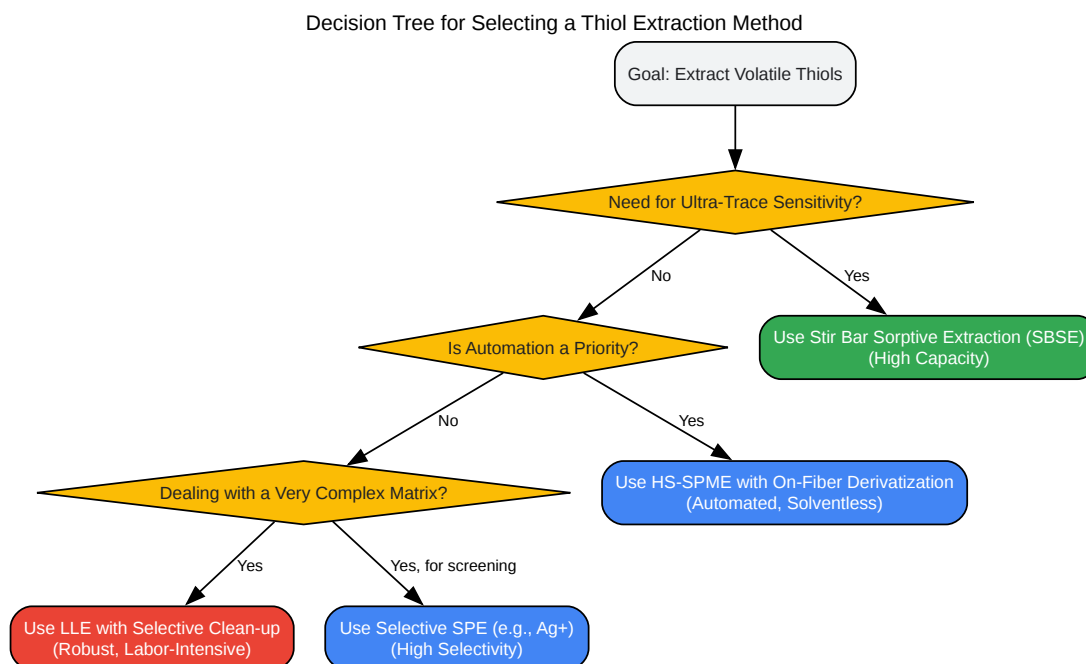 Decision Tree for Selecting a Thiol Extraction Method
Goal: Extract Volatile Thiols
Need for Ultra-Trace Sensitivity?
No
Yes
Is Automation a Priority?
Use Stir Bar Sorptive Extraction (SBSE)
(High Capacity)
No
Yes
Dealing with a Very Complex Matrix?
Use HS-SPME with On-Fiber Derivatization
(Automated, Solventless)
Yes
Yes, for screening
Use LLE with Selective Clean-up
(Robust, Labor-Intensive)
Use Selective SPE (e.g., Ag+)
(High Selectivity)